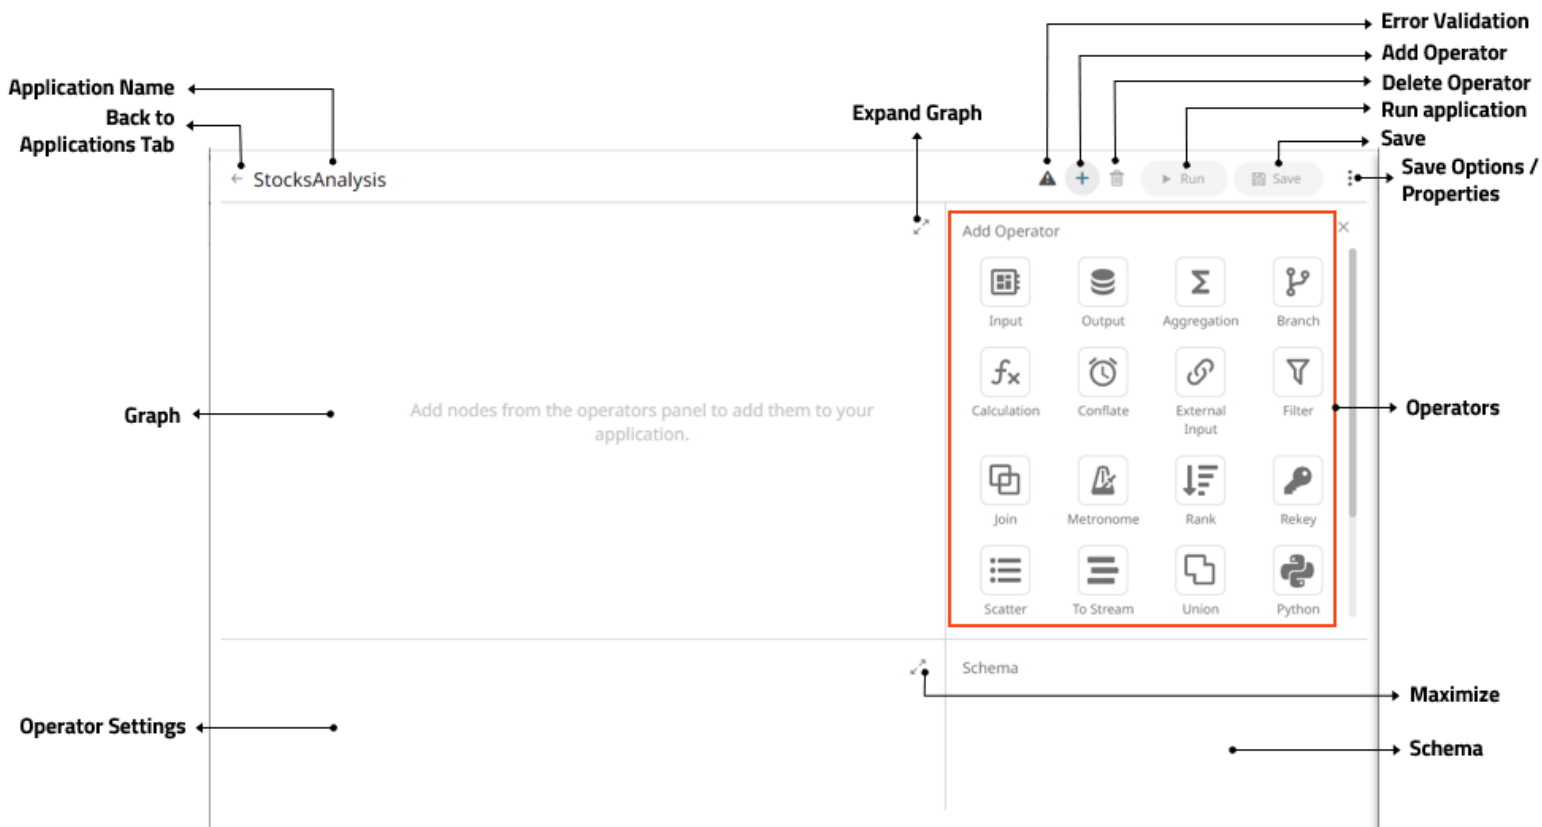 Error Validation
Add Operator
Delete Operator
Run application
Save
Save Options /
Properties
Application Name
Back to
Applications Tab
Expand Graph
StocksAnalysis
Run
Save
Add Operator
Input
Output
Aggregation
Branch
Calculation
Conflate
External
Input
Filter
Join
Metronome
Rank
Rekey
Scatter
To Stream
Union
Python
Graph
Add nodes from the operators panel to add them to your
application.
Operators
Schema
Maximize
Operator Settings
Schema